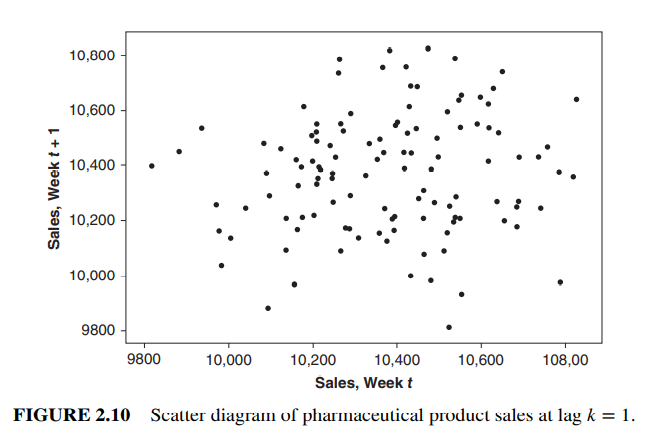 10,800
10,600
10,400
10,200
10,000
9800
Sales, Week t + 1
9800 10,000 10,200 10,400 10,600 108,00
Sales, Week t
FIGURE 2.10 Scatter diagram of pharmaceutical product sales at lag k = 1.